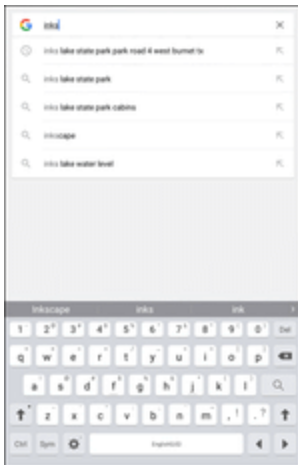 inks
inks lake state park park road 4 west burnet tx
inks lake state park
inks lake state park cabins
inkscape
inks lake water level
Inkscape inks ink
1 2 3 4 5 6 7 8 9 0 Del
q w e r t y u i o p
a s d f g h j k l
z x c v b n m , ! . ?
Ctrl Sym English(US)